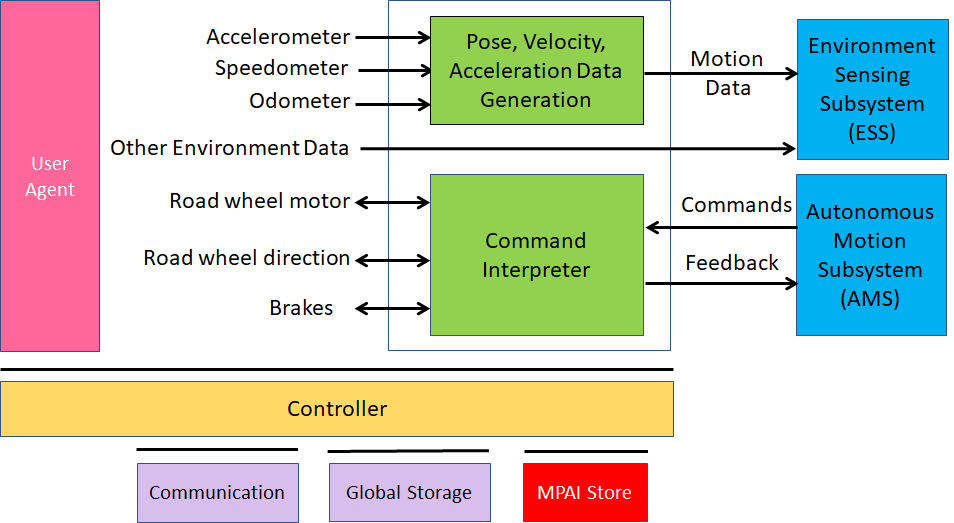 User
Agent
Accelerometer
Speedometer
Odometer
Other Environment Data
Road wheel motor
Road wheel direction
Brakes
Pose, Velocity,
Acceleration Data
Generation
Command
Interpreter
Motion
Data
Commands
Feedback
Environment
Sensing
Subsystem
(ESS)
Autonomous
Motion
Subsystem
(AMS)
Controller
Communication
Global Storage
MPAI Store